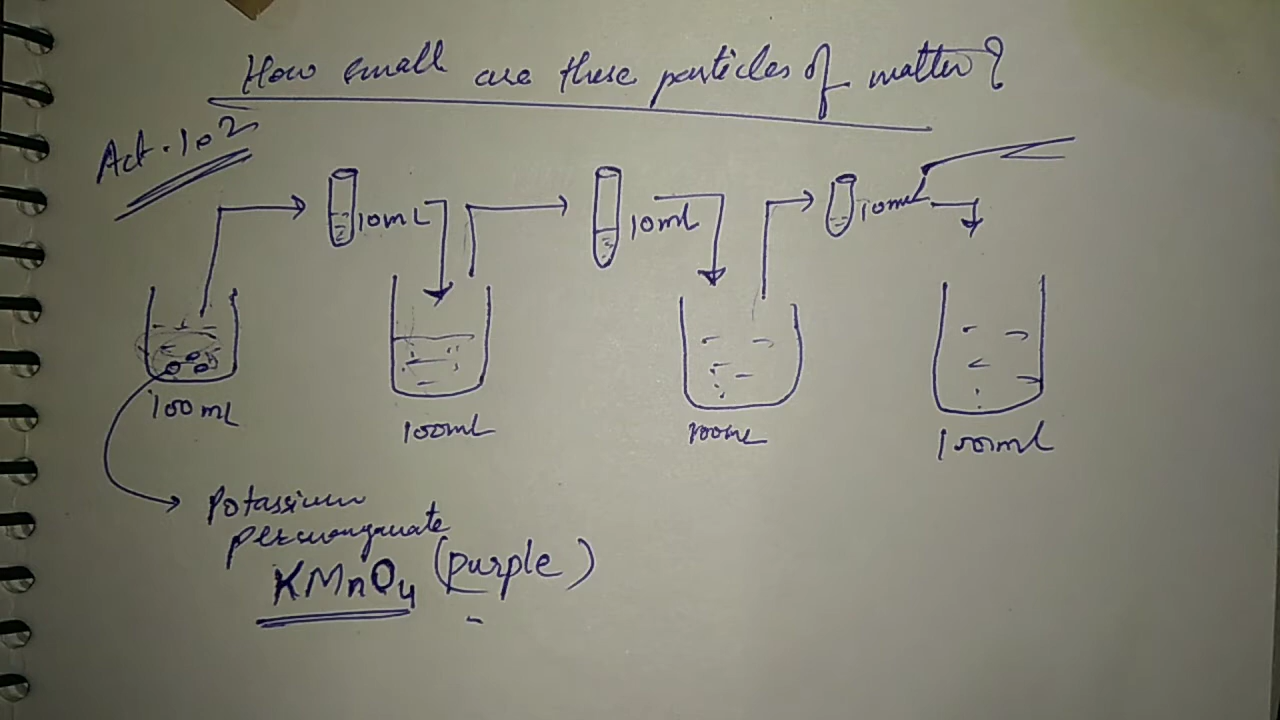 How small are these particles of matter?
Act. 1.2
10mL
10mL
10mL
100mL
100mL
100mL
100mL
Potassium
permanganate
KMnO4 (purple)